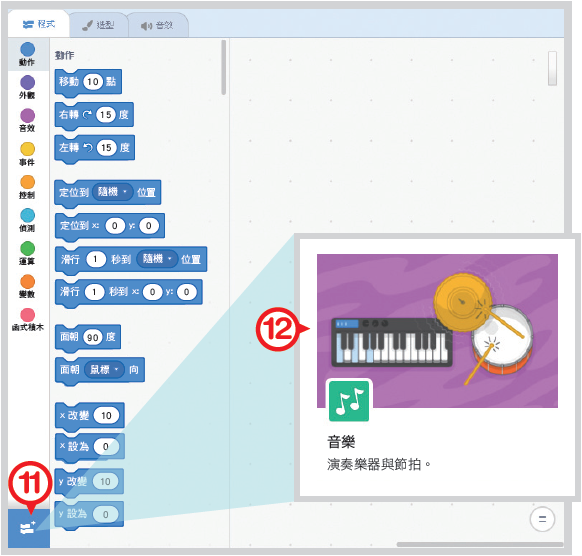 程式
造型
音效
動作
外觀
音效
事件
控制
偵測
運算
變數
函式積木
動作
移動 10 點
右轉 15 度
左轉 15 度
定位到 隨機 位置
定位到 x: 0 y: 0
滑行 1 秒到 隨機 位置
滑行 1 秒到 x: 0 y: 0
面朝 90 度
面朝 鼠標 向
x 改變 10
x 設為 0
y 改變 10
y 設為 0
11
12
音樂
演奏樂器與節拍。